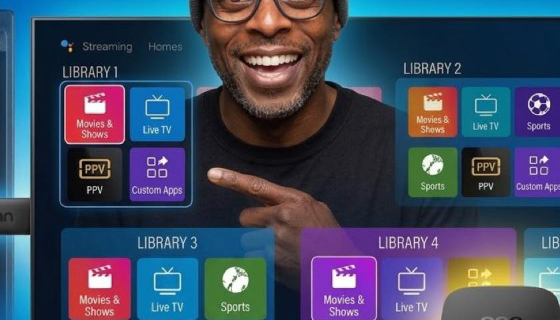 Streaming Homes
LIBRARY 1
Movies & Shows
Live TV
PPV
PPV
Custom Apps
LIBRARY 2
Movies & Shows
Live TV
Sports
Sports
PPV
PPV
Custom Apps
LIBRARY 3
Movies & Shows
Live TV
Sports
LIBRARY 4
Movies & Shows
Live TV